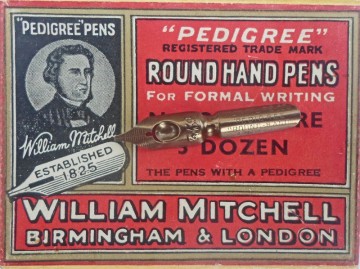 "PEDIGREE" PENS
William Mitchell
ESTABLISHED
1825
"PEDIGREE"
REGISTERED TRADE MARK
ROUND HAND PENS
FOR FORMAL WRITING
3 DOZEN
THE PENS WITH A PEDIGREE
WILLIAM MITCHELL
BIRMINGHAM & LONDON